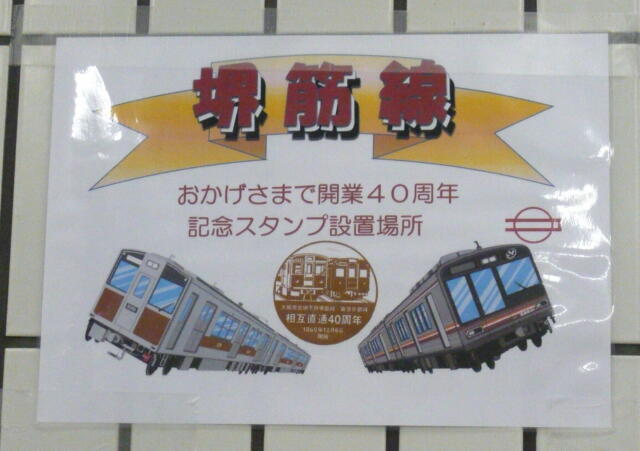 堺筋線
おかげさまで開業４０周年
記念スタンプ設置場所
相互直通40周年